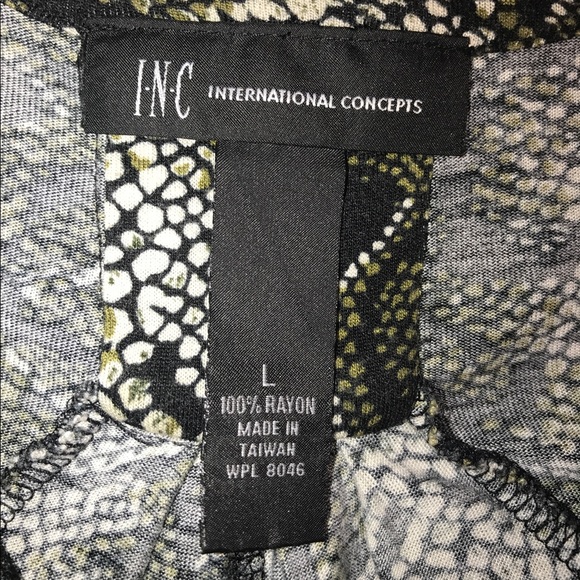 I·N·C INTERNATIONAL CONCEPTS
L
100% RAYON
MADE IN
TAIWAN
WPL 8046